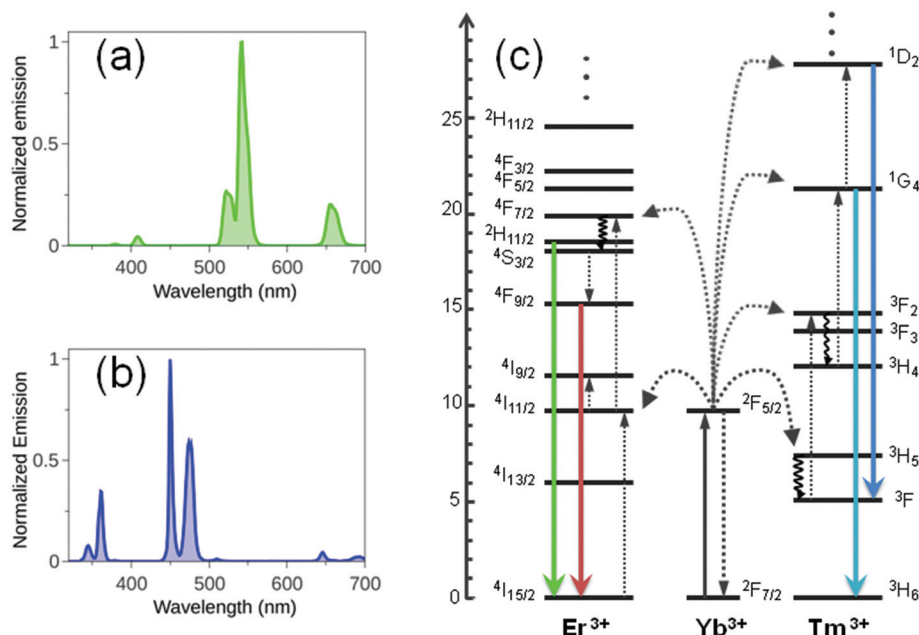 (a)
Normalized emission
1
0.5
0.25
0
400 500 600 700
Wavelength (nm)
(b)
Normalized Emission
1
0.5
0
400 500 600 700
Wavelength (nm)
(c)
25
20
15
10
5
0
²H₁₁/₂
⁴F₃/₂
⁴F₅/₂
⁴F₇/₂
²H₁₁/₂
⁴S₃/₂
⁴F₉/₂
⁴I₉/₂
⁴I₁₁/₂
⁴I₁₃/₂
⁴I₁₅/₂
Er³⁺
²F₅/₂
²F₇/₂
Yb³⁺
¹D₂
¹G₄
³F₂
³F₃
³H₄
³H₅
³F
³H₆
Tm³⁺